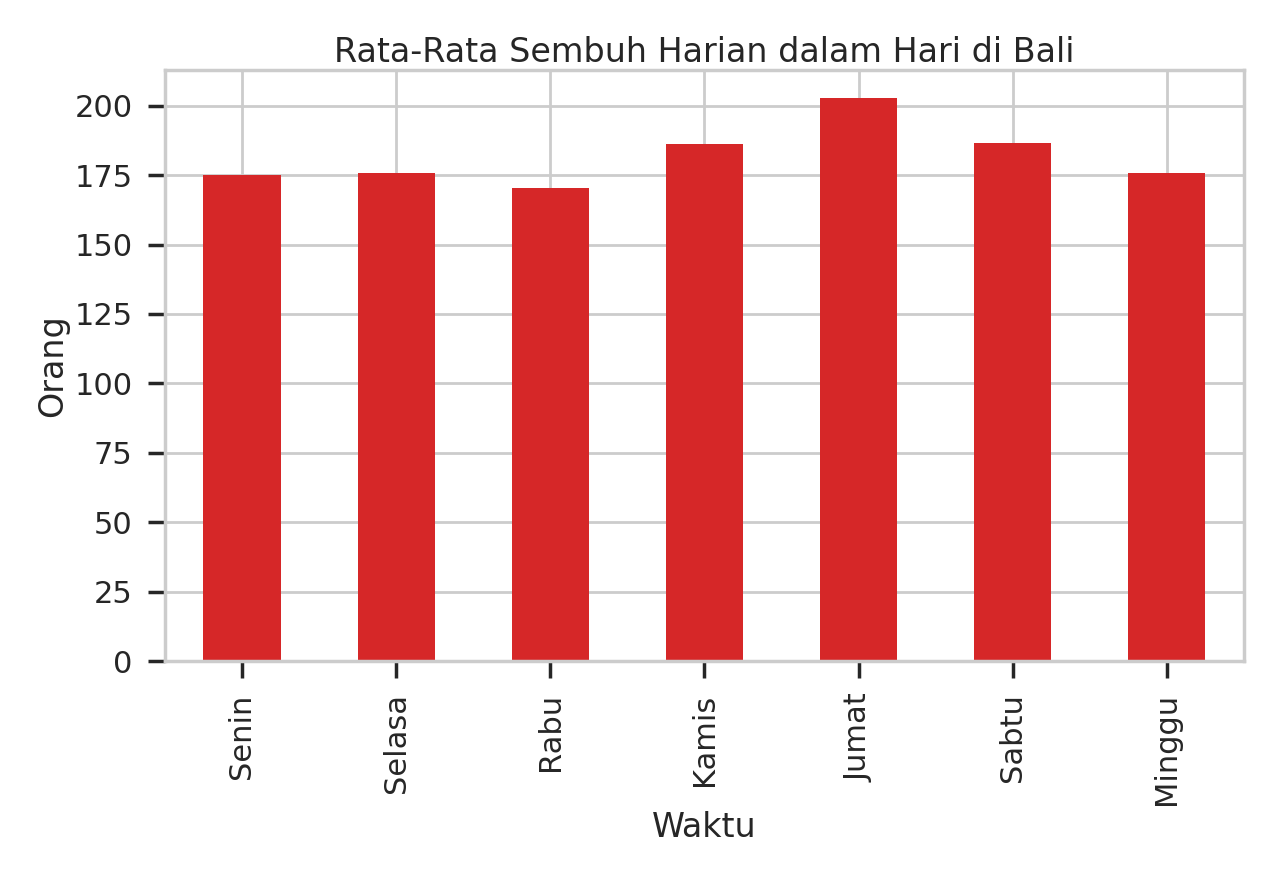 Rata-Rata Sembuh Harian dalam Hari di Bali
Orang
200
175
150
125
100
75
50
25
0
Senin
Selasa
Rabu
Kamis
Jumat
Sabtu
Minggu
Waktu